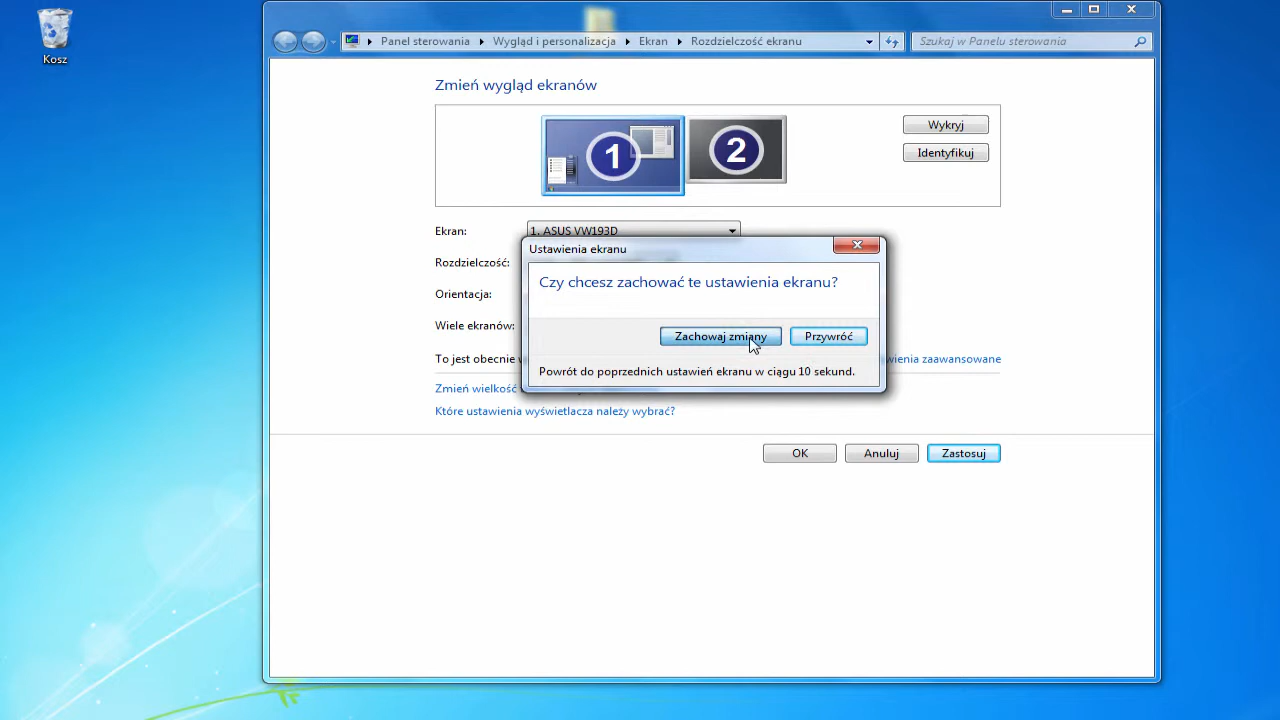 Kosz
Panel sterowania Wygląd i personalizacja Ekran Rozdzielczość ekranu
Szukaj w Panelu sterowania
Zmień wygląd ekranów
1 2
Wykryj
Identyfikuj
Ekran: 1. ASUS VW193D
Ustawienia ekranu
Rozdzielczość:
Czy chcesz zachować te ustawienia ekranu?
Orientacja:
Wiele ekranów:
Zachowaj zmiany Przywróć
To jest obecnie zaawansowane
Powrót do poprzednich ustawień ekranu w ciągu 10 sekund.
Zmień wielkość
Które ustawienia wyświetlacza należy wybrać?
OK Anuluj Zastosuj